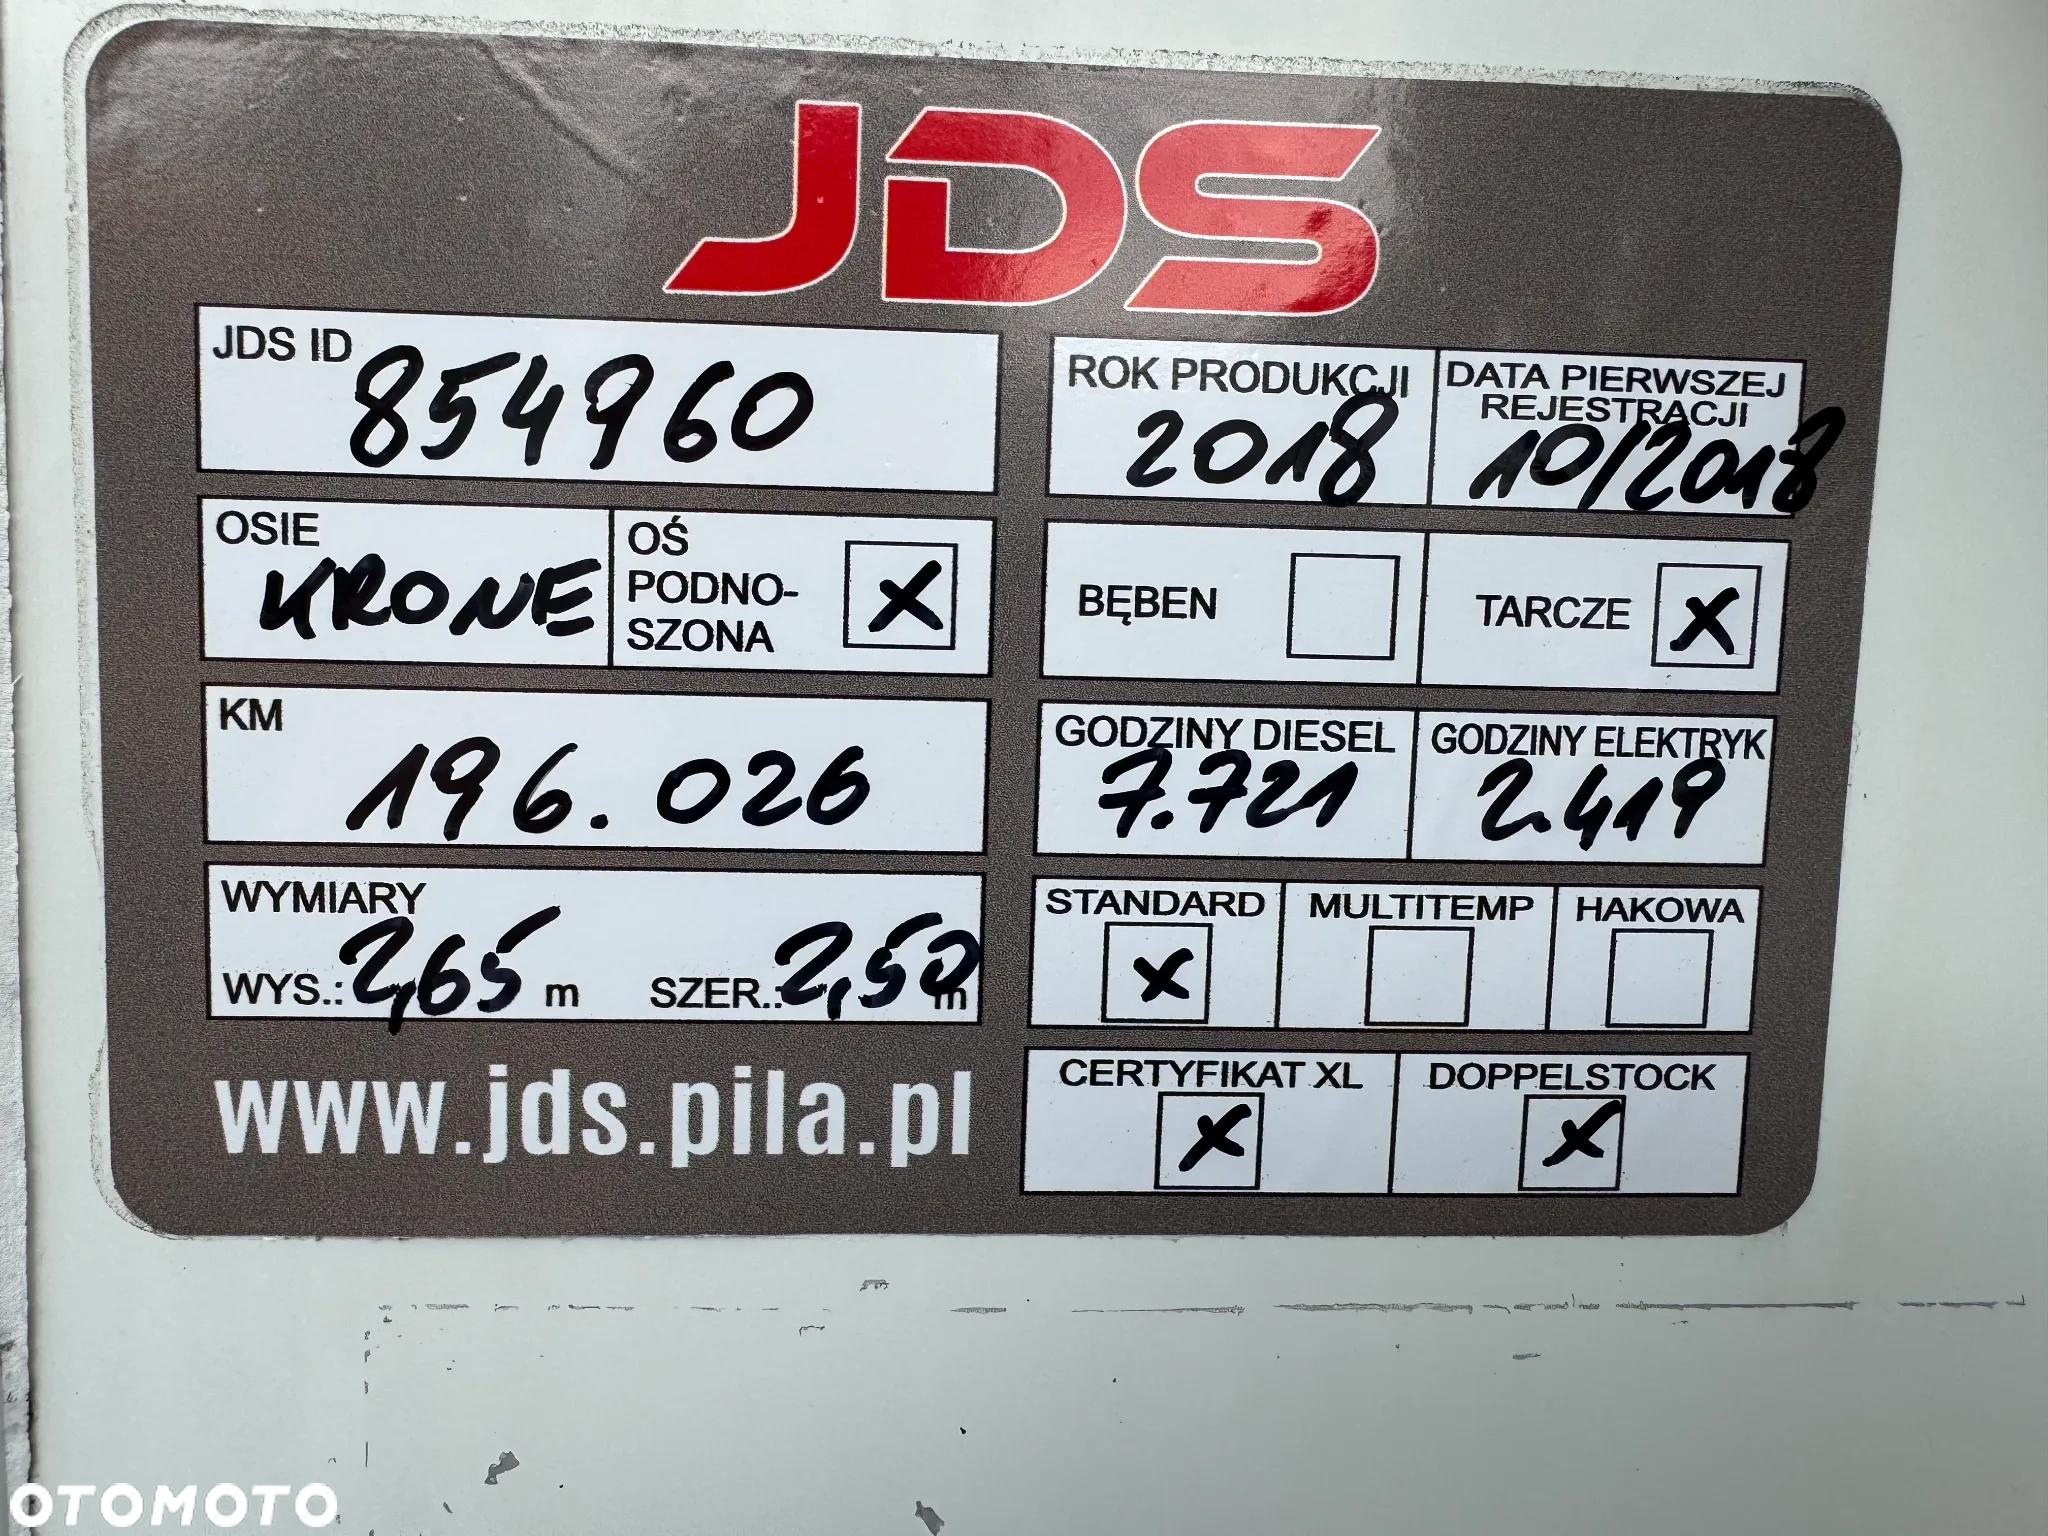 JDS
JDS ID 854960
ROK PRODUKCJI
2018
DATA PIERWSZEJ
REJESTRACJI
10/2018
OSIE
KRONE
OŚ
PODNO-
SZONA
X
BĘBEN
TARCZE X
KM
196.026
GODZINY DIESEL
7.721
GODZINY ELEKTRYK
2.419
WYMIARY
WYS.: 2,65 m SZER.: 2,50 m
STANDARD MULTITEMP HAKOWA
X
www.jds.pila.pl
CERTYFIKAT XL DOPPELSTOCK
X X
OTOMOTO